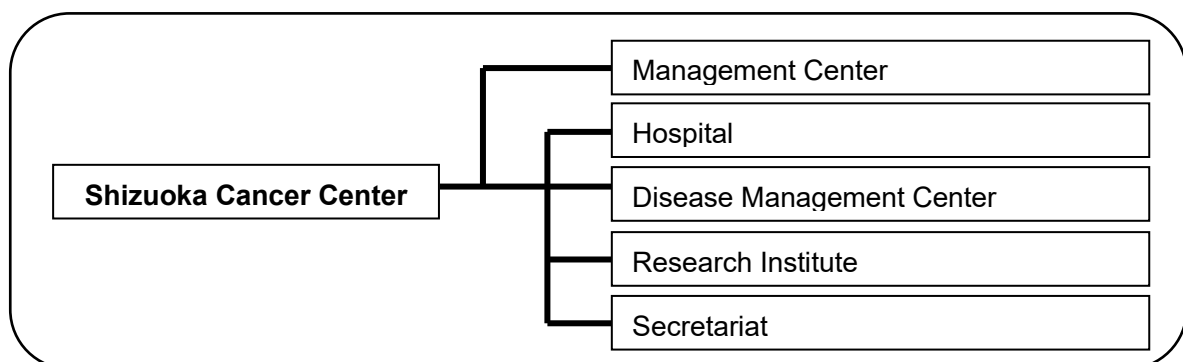 Management Center
Hospital
Shizuoka Cancer Center
Disease Management Center
Research Institute
Secretariat